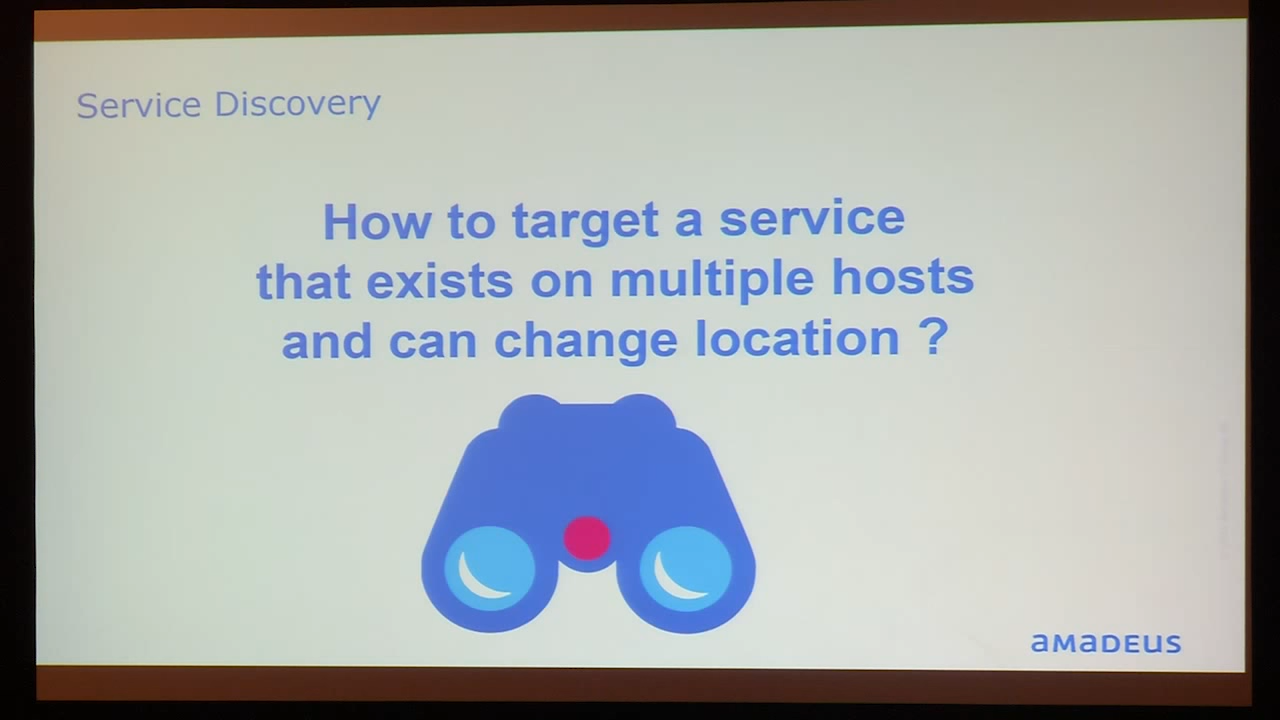 Service Discovery
How to target a service
that exists on multiple hosts
and can change location ?
aMaDEUS